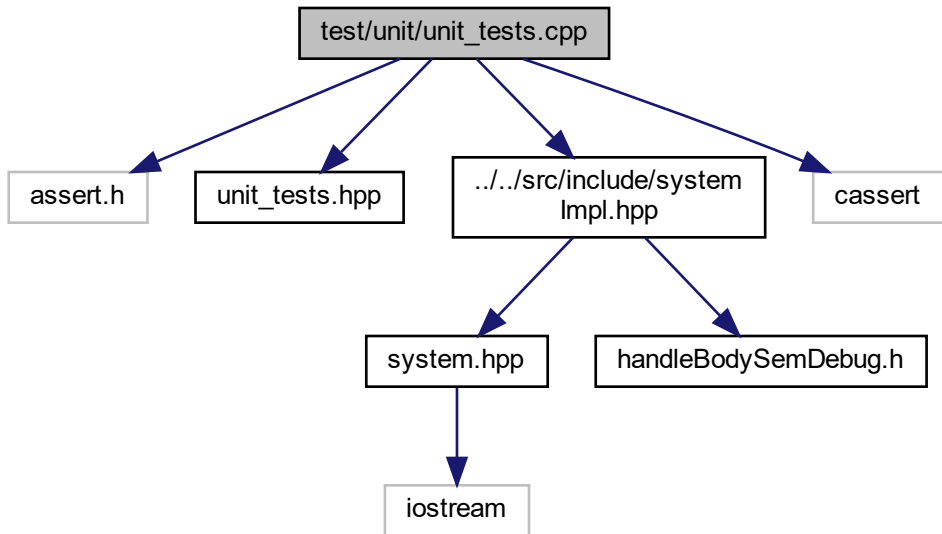 test/unit/unit_tests.cpp
assert.h
unit_tests.hpp
../../src/include/system
Impl.hpp
cassert
system.hpp
handleBodySemDebug.h
iostream